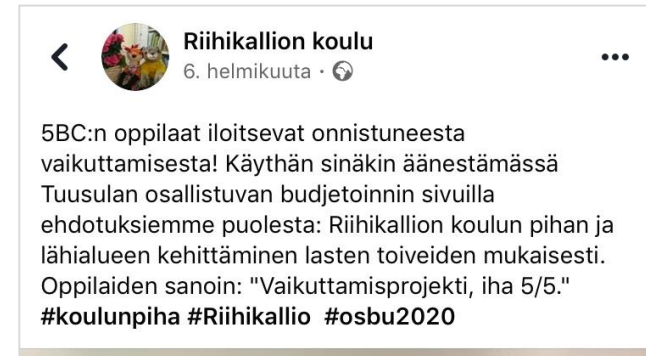 Riihikallion koulu
6. helmikuuta ·
5BC:n oppilaat iloitsevat onnistuneesta
vaikuttamisesta! Käythän sinäkin äänestämässä
Tuusulan osallistuvan budjetoinnin sivuilla
ehdotuksiemme puolesta: Riihikallion koulun pihan ja
lähialueen kehittäminen lasten toiveiden mukaisesti.
Oppilaiden sanoin: "Vaikuttamisprojekti, iha 5/5."
#koulunpiha #Riihikallio #osbu2020